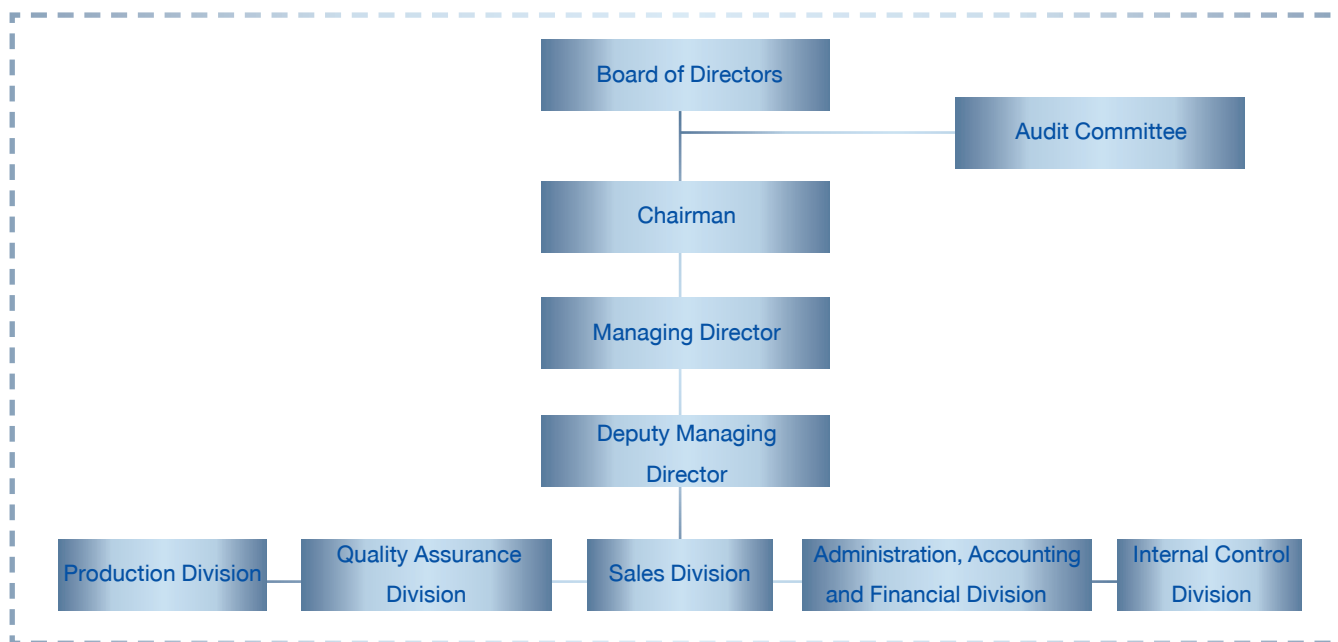 Board of Directors
Audit Committee
Chairman
Managing Director
Deputy Managing
Director
Production Division
Quality Assurance
Division
Sales Division
Administration, Accounting
and Financial Division
Internal Control
Division